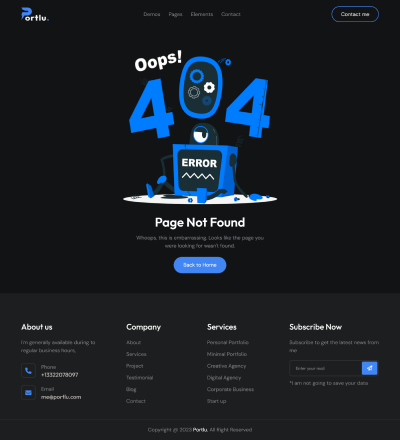 Portlu.
Demos Pages Elements Contact
Contact me
Oops!
404
ERROR
Page Not Found
Whoops, this is embarrassing. Looks like the page you
were looking for wasn't found.
Back to Home
About us
I'm generally available during to
regular business hours.
Phone
+13322078097
Email
me@portlu.com
Company
About
Services
Project
Testimonial
Blog
Contact
Services
Personal Portfolio
Minimal Portfolio
Creative Agency
Digital Agency
Corporate Business
Start up
Subscribe Now
Subscribe to get the latest news from
me
Enter your mail
*I am not going to save your data
Copyright @ 2023 Portlu. All Right Reserved